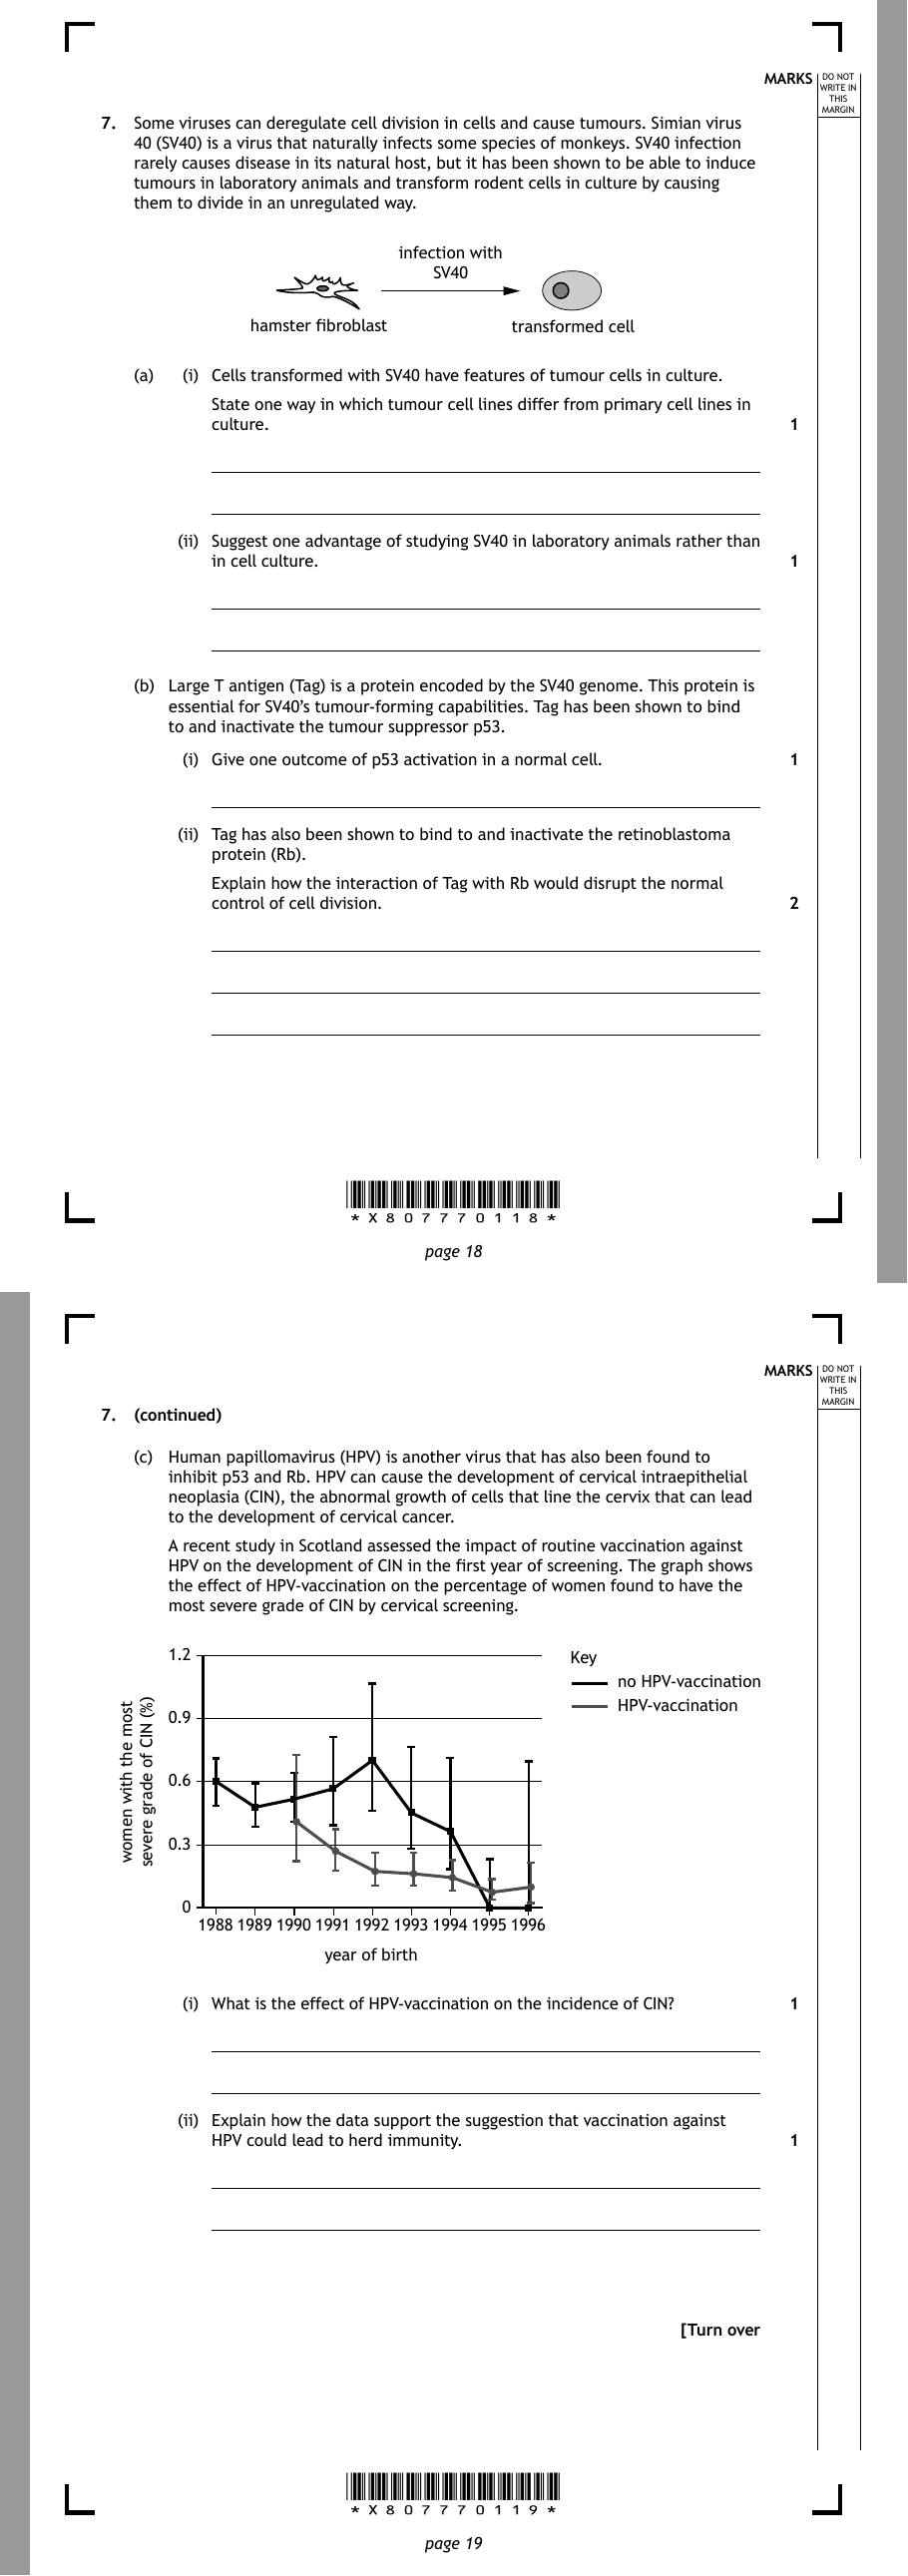 MARKS
DO NOT
WRITE IN
THIS
MARGIN
7. Some viruses can deregulate cell division in cells and cause tumours. Simian virus
40 (SV40) is a virus that naturally infects some species of monkeys. SV40 infection
rarely causes disease in its natural host, but it has been shown to be able to induce
tumours in laboratory animals and transform rodent cells in culture by causing
them to divide in an unregulated way.
infection with
SV40
hamster fibroblast
transformed cell
(a) (i) Cells transformed with SV40 have features of tumour cells in culture.
State one way in which tumour cell lines differ from primary cell lines in
culture. 1
(ii) Suggest one advantage of studying SV40 in laboratory animals rather than
in cell culture. 1
(b) Large T antigen (Tag) is a protein encoded by the SV40 genome. This protein is
essential for SV40's tumour-forming capabilities. Tag has been shown to bind
to and inactivate the tumour suppressor p53.
(i) Give one outcome of p53 activation in a normal cell. 1
(ii) Tag has also been shown to bind to and inactivate the retinoblastoma
protein (Rb).
Explain how the interaction of Tag with Rb would disrupt the normal
control of cell division. 2
* X 8 0 7 7 7 0 1 1 8 *
page 18
MARKS
DO NOT
WRITE IN
THIS
MARGIN
7. (continued)
(c) Human papillomavirus (HPV) is another virus that has also been found to
inhibit p53 and Rb. HPV can cause the development of cervical intraepithelial
neoplasia (CIN), the abnormal growth of cells that line the cervix that can lead
to the development of cervical cancer.
A recent study in Scotland assessed the impact of routine vaccination against
HPV on the development of CIN in the first year of screening. The graph shows
the effect of HPV-vaccination on the percentage of women found to have the
most severe grade of CIN by cervical screening.
women with the most
severe grade of CIN (%)
1.2
0.9
0.6
0.3
0
1988 1989 1990 1991 1992 1993 1994 1995 1996
year of birth
Key
no HPV-vaccination
HPV-vaccination
(i) What is the effect of HPV-vaccination on the incidence of CIN? 1
(ii) Explain how the data support the suggestion that vaccination against
HPV could lead to herd immunity. 1
[Turn over
* X 8 0 7 7 7 0 1 1 9 *
page 19